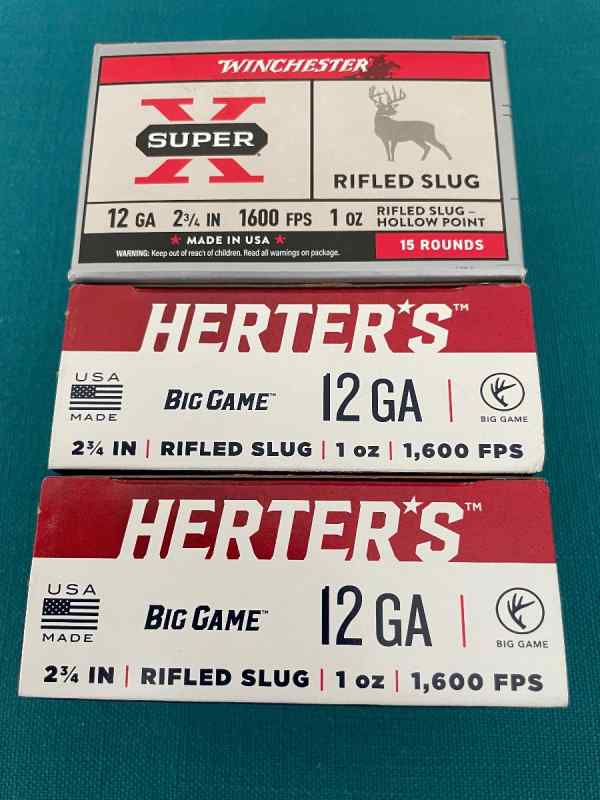 WINCHESTER
SUPER X
RIFLED SLUG
12 GA 2¾ IN 1600 FPS 1 OZ RIFLED SLUG – HOLLOW POINT
★ MADE IN USA ★
15 ROUNDS
WARNING: Keep out of reach of children. Read all warnings on package.
HERTER★S™
USA MADE
BIG GAME™
12 GA
BIG GAME
2¾ IN | RIFLED SLUG | 1 oz | 1,600 FPS
HERTER★S™
USA MADE
BIG GAME™
12 GA
BIG GAME
2¾ IN | RIFLED SLUG | 1 oz | 1,600 FPS